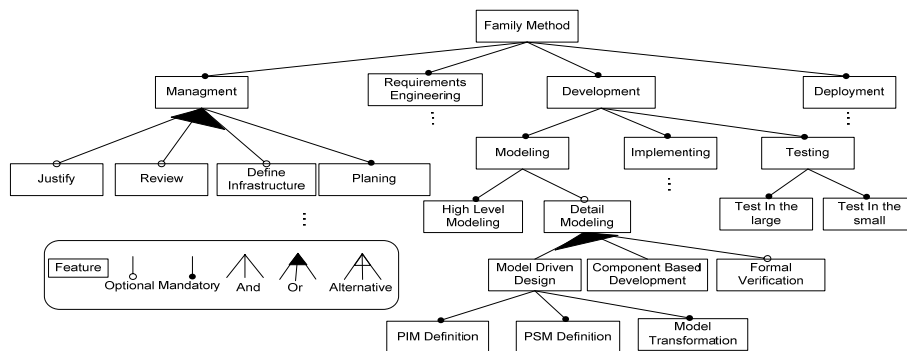 Family Method
Managment
Requirements
Engineering
Development
Deployment
Modeling
Implementing
Testing
Justify
Review
Define
Infrastructure
Planing
High Level
Modeling
Detail
Modeling
Test In the
large
Test In the
small
Feature
Optional Mandatory
And
Or
Alternative
Model Driven
Design
Component Based
Development
Formal
Verification
PIM Definition
PSM Definition
Model
Transformation